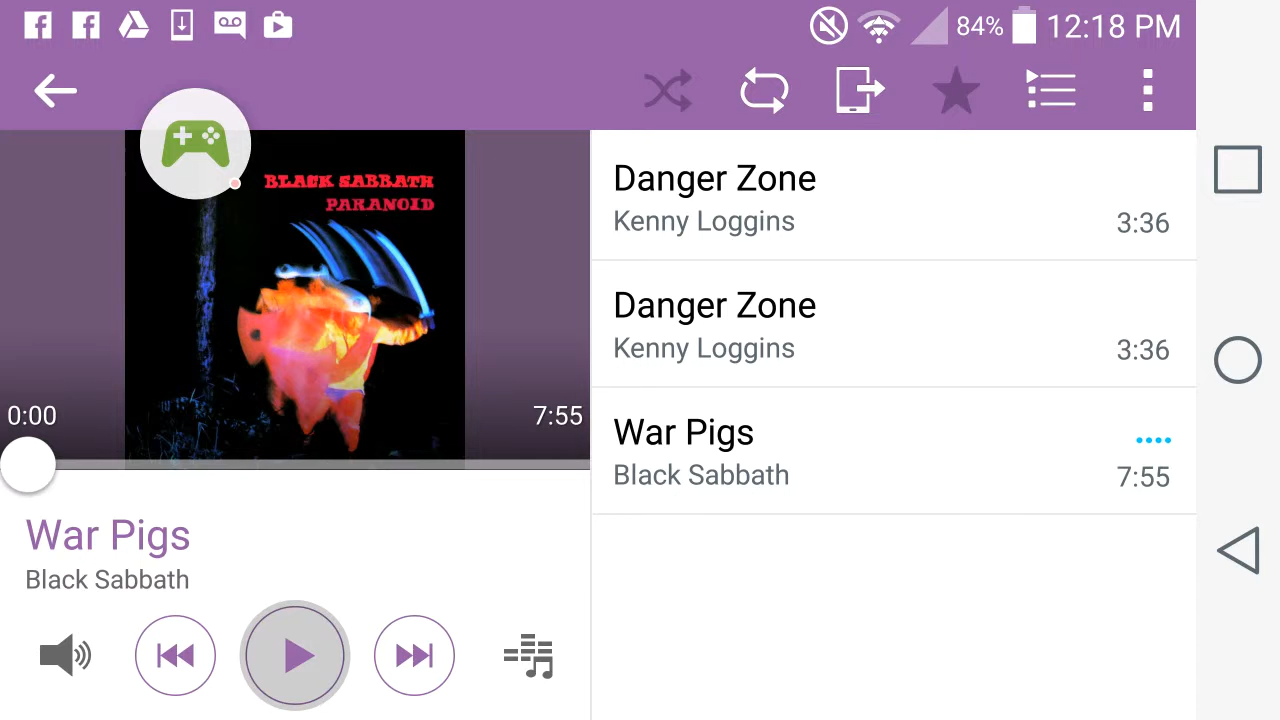 84% 12:18 PM
BLACK SABBATH
PARANOID
0:00
7:55
War Pigs
Black Sabbath
Danger Zone
Kenny Loggins
3:36
Danger Zone
Kenny Loggins
3:36
War Pigs
Black Sabbath
7:55